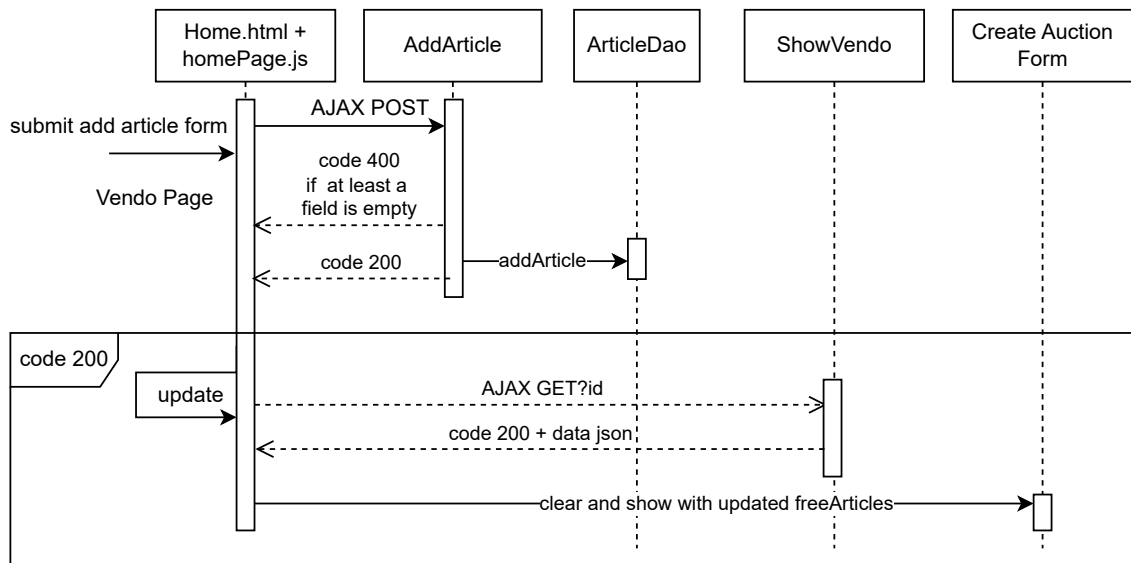 Home.html +
homePage.js
AddArticle
ArticleDao
ShowVendo
Create Auction
Form
AJAX POST
submit add article form
code 400
if at least a
field is empty
Vendo Page
code 200
addArticle
code 200
update
AJAX GET?id
code 200 + data json
clear and show with updated freeArticles